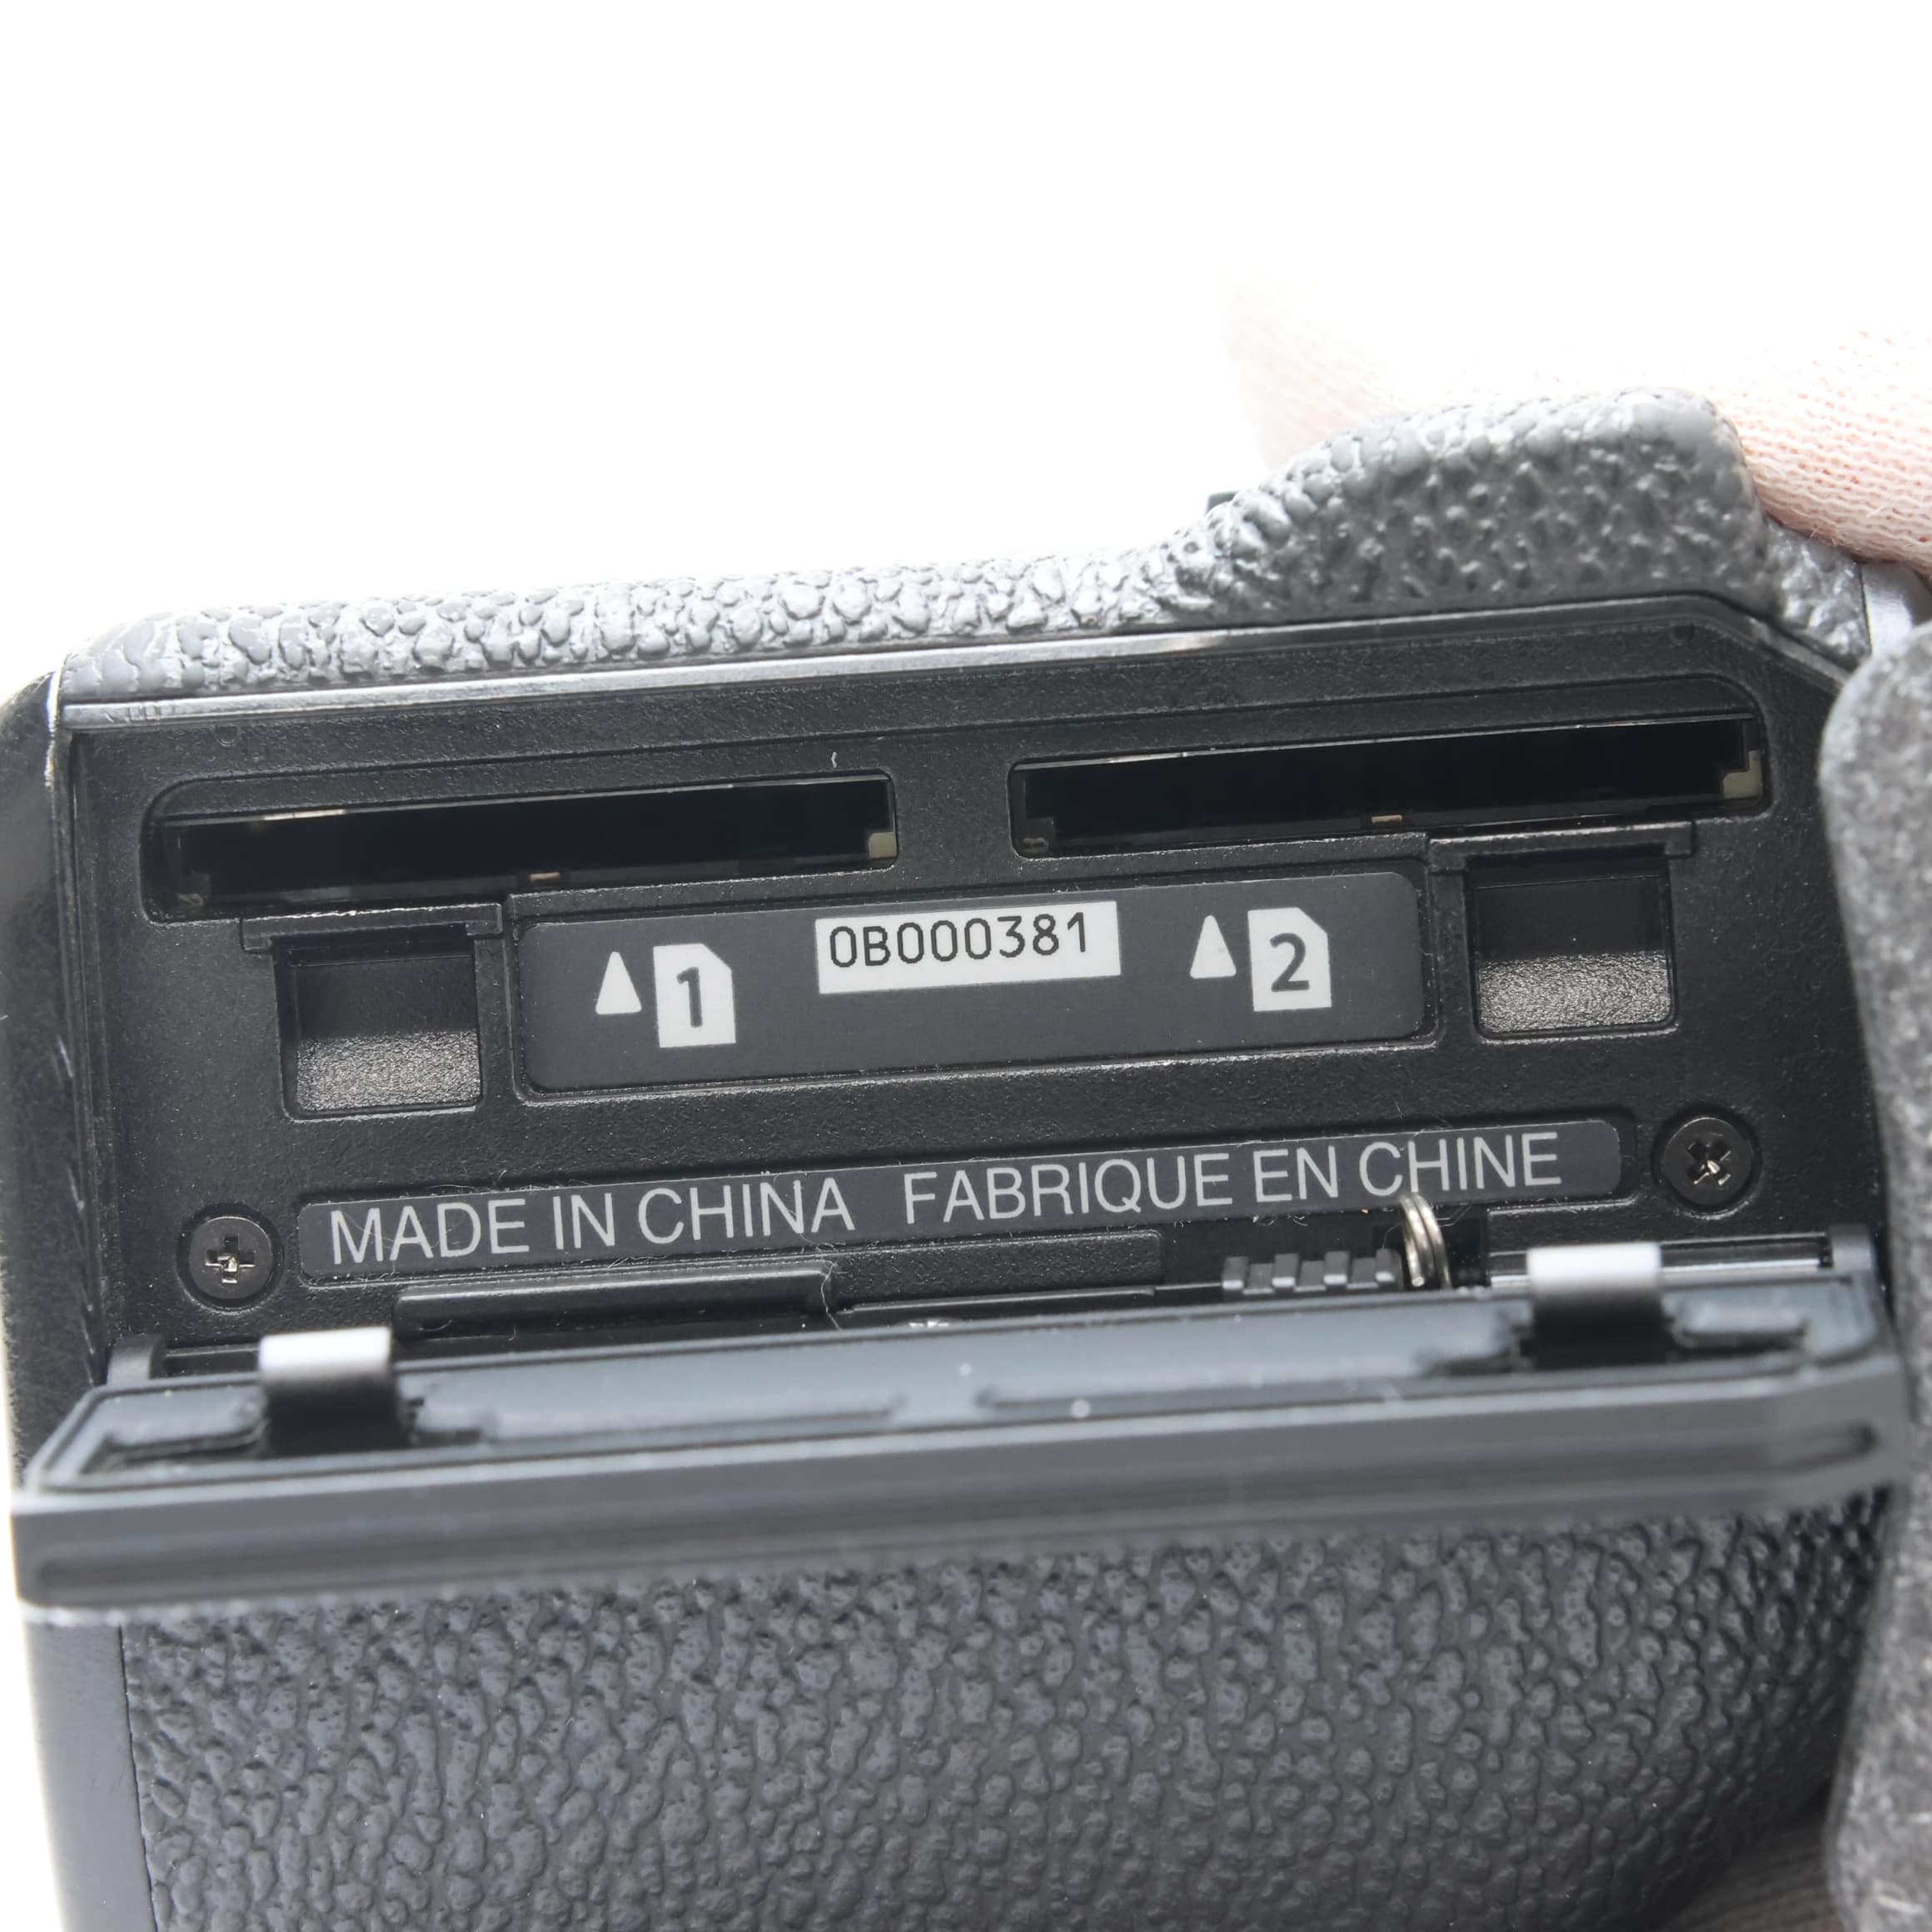 1 0B000381 2
MADE IN CHINA FABRIQUE EN CHINE